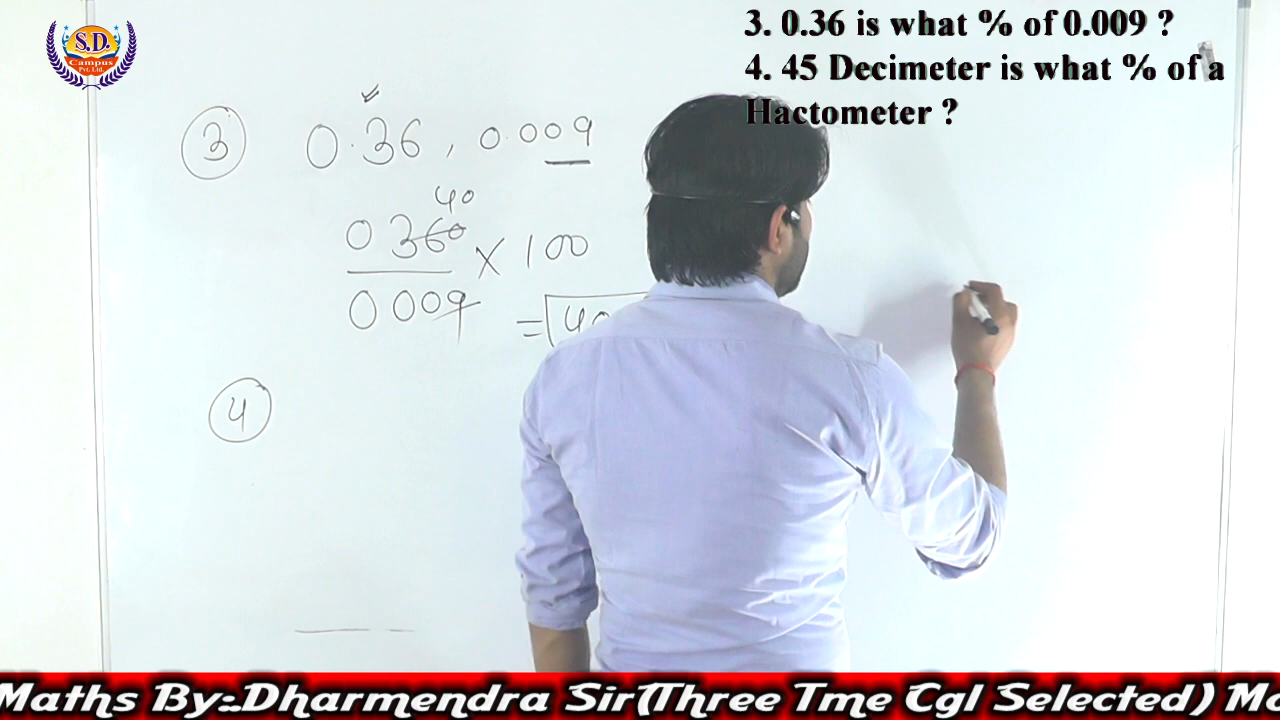 S.D.
Campus
Pvt. Ltd.
3. 0.36 is what % of 0.009 ?
4. 45 Decimeter is what % of a
Hactometer ?
3 0.36 , 0.009
40
0 360 × 100
0 009
=
4
Maths By:-Dharmendra Sir(Three Tme Cgl Selected)